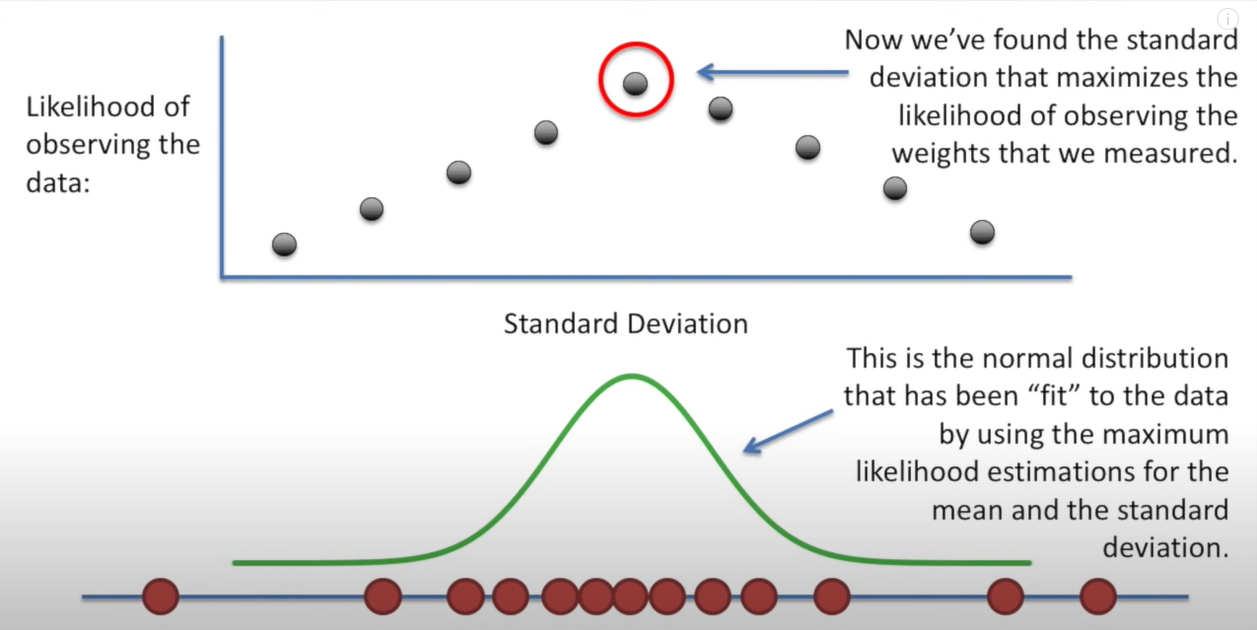 Now we’ve found the standard
deviation that maximizes the
likelihood of observing the
weights that we measured.
Likelihood of
observing the
data:
Standard Deviation
This is the normal distribution
that has been “fit” to the data
by using the maximum
likelihood estimations for the
mean and the standard
deviation.